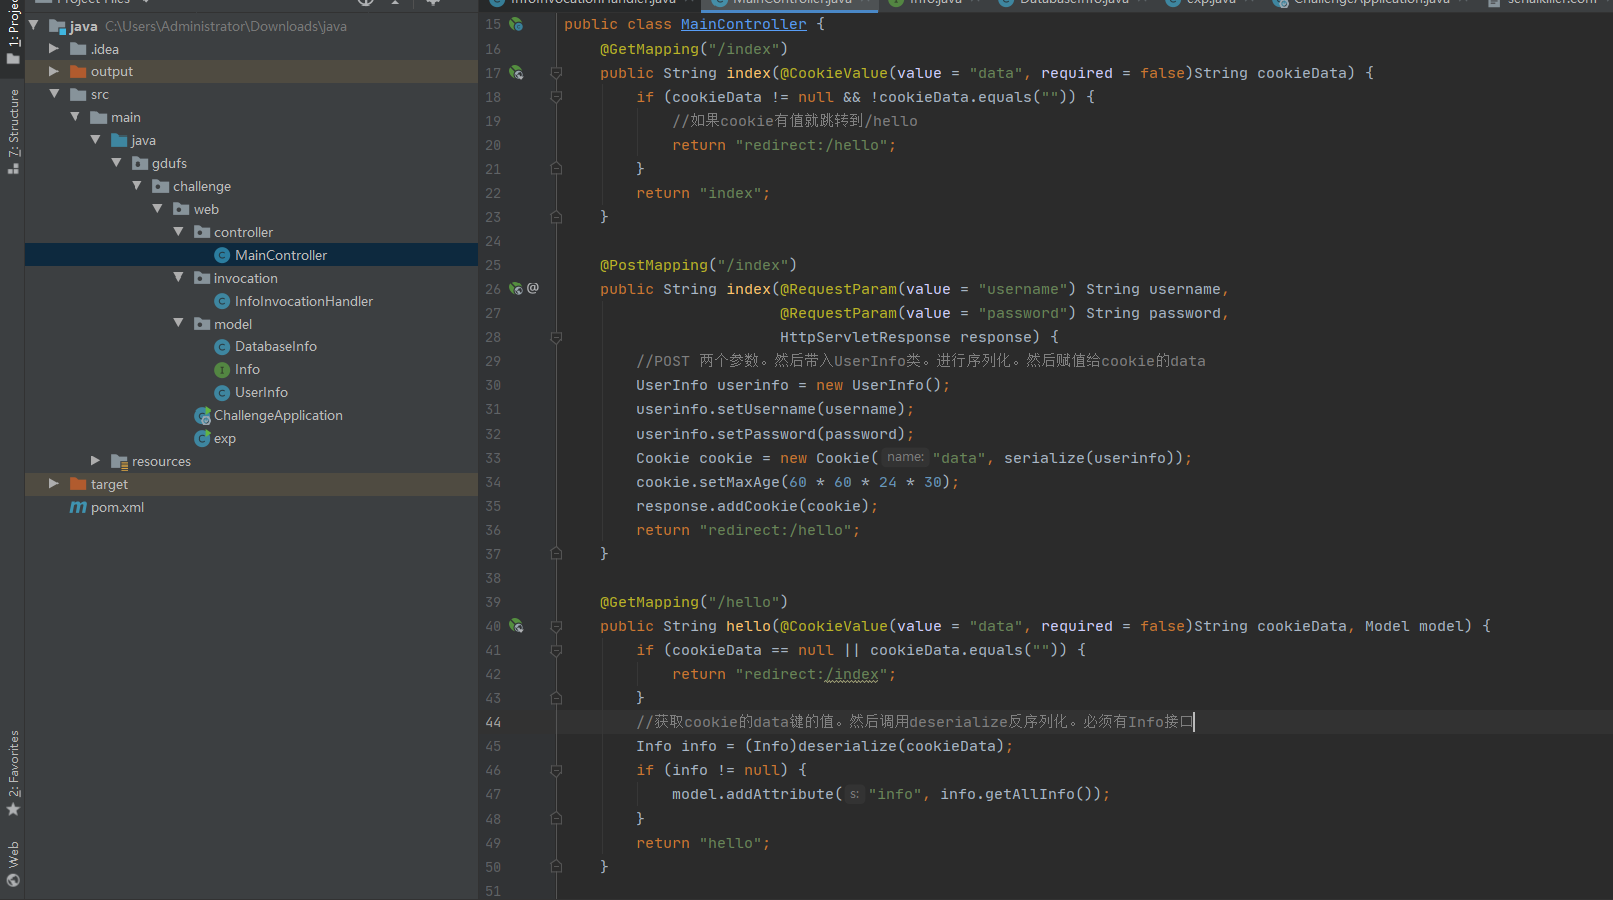 Project Files
InfoInvocationHandler.java
MainController.java
Info.java
DatabaseInfo.java
exp.java
ChallengeApplication.java
serialkiller.conf
1: Project
7: Structure
2: Favorites
Web
java C:\Users\Administrator\Downloads\java
.idea
output
src
main
java
gdufs
challenge
web
controller
MainController
invocation
InfoInvocationHandler
model
DatabaseInfo
Info
UserInfo
ChallengeApplication
exp
resources
target
pom.xml
15 public class MainController {
16 @GetMapping("/index")
17 public String index(@CookieValue(value = "data", required = false)String cookieData) {
18 if (cookieData != null && !cookieData.equals("")) {
19 //如果cookie有值就跳转到/hello
20 return "redirect:/hello";
21 }
22 return "index";
23 }
24
25 @PostMapping("/index")
26 @ public String index(@RequestParam(value = "username") String username,
27 @RequestParam(value = "password") String password,
28 HttpServletResponse response) {
29 //POST 两个参数。然后带入UserInfo类。进行序列化。然后赋值给cookie的data
30 UserInfo userinfo = new UserInfo();
31 userinfo.setUsername(username);
32 userinfo.setPassword(password);
33 Cookie cookie = new Cookie( name: "data", serialize(userinfo));
34 cookie.setMaxAge(60 * 60 * 24 * 30);
35 response.addCookie(cookie);
36 return "redirect:/hello";
37 }
38
39 @GetMapping("/hello")
40 public String hello(@CookieValue(value = "data", required = false)String cookieData, Model model) {
41 if (cookieData == null || cookieData.equals("")) {
42 return "redirect:/index";
43 }
44 //获取cookie的data键的值。然后调用deserialize反序列化。必须有Info接口
45 Info info = (Info)deserialize(cookieData);
46 if (info != null) {
47 model.addAttribute( s: "info", info.getAllInfo());
48 }
49 return "hello";
50 }
51